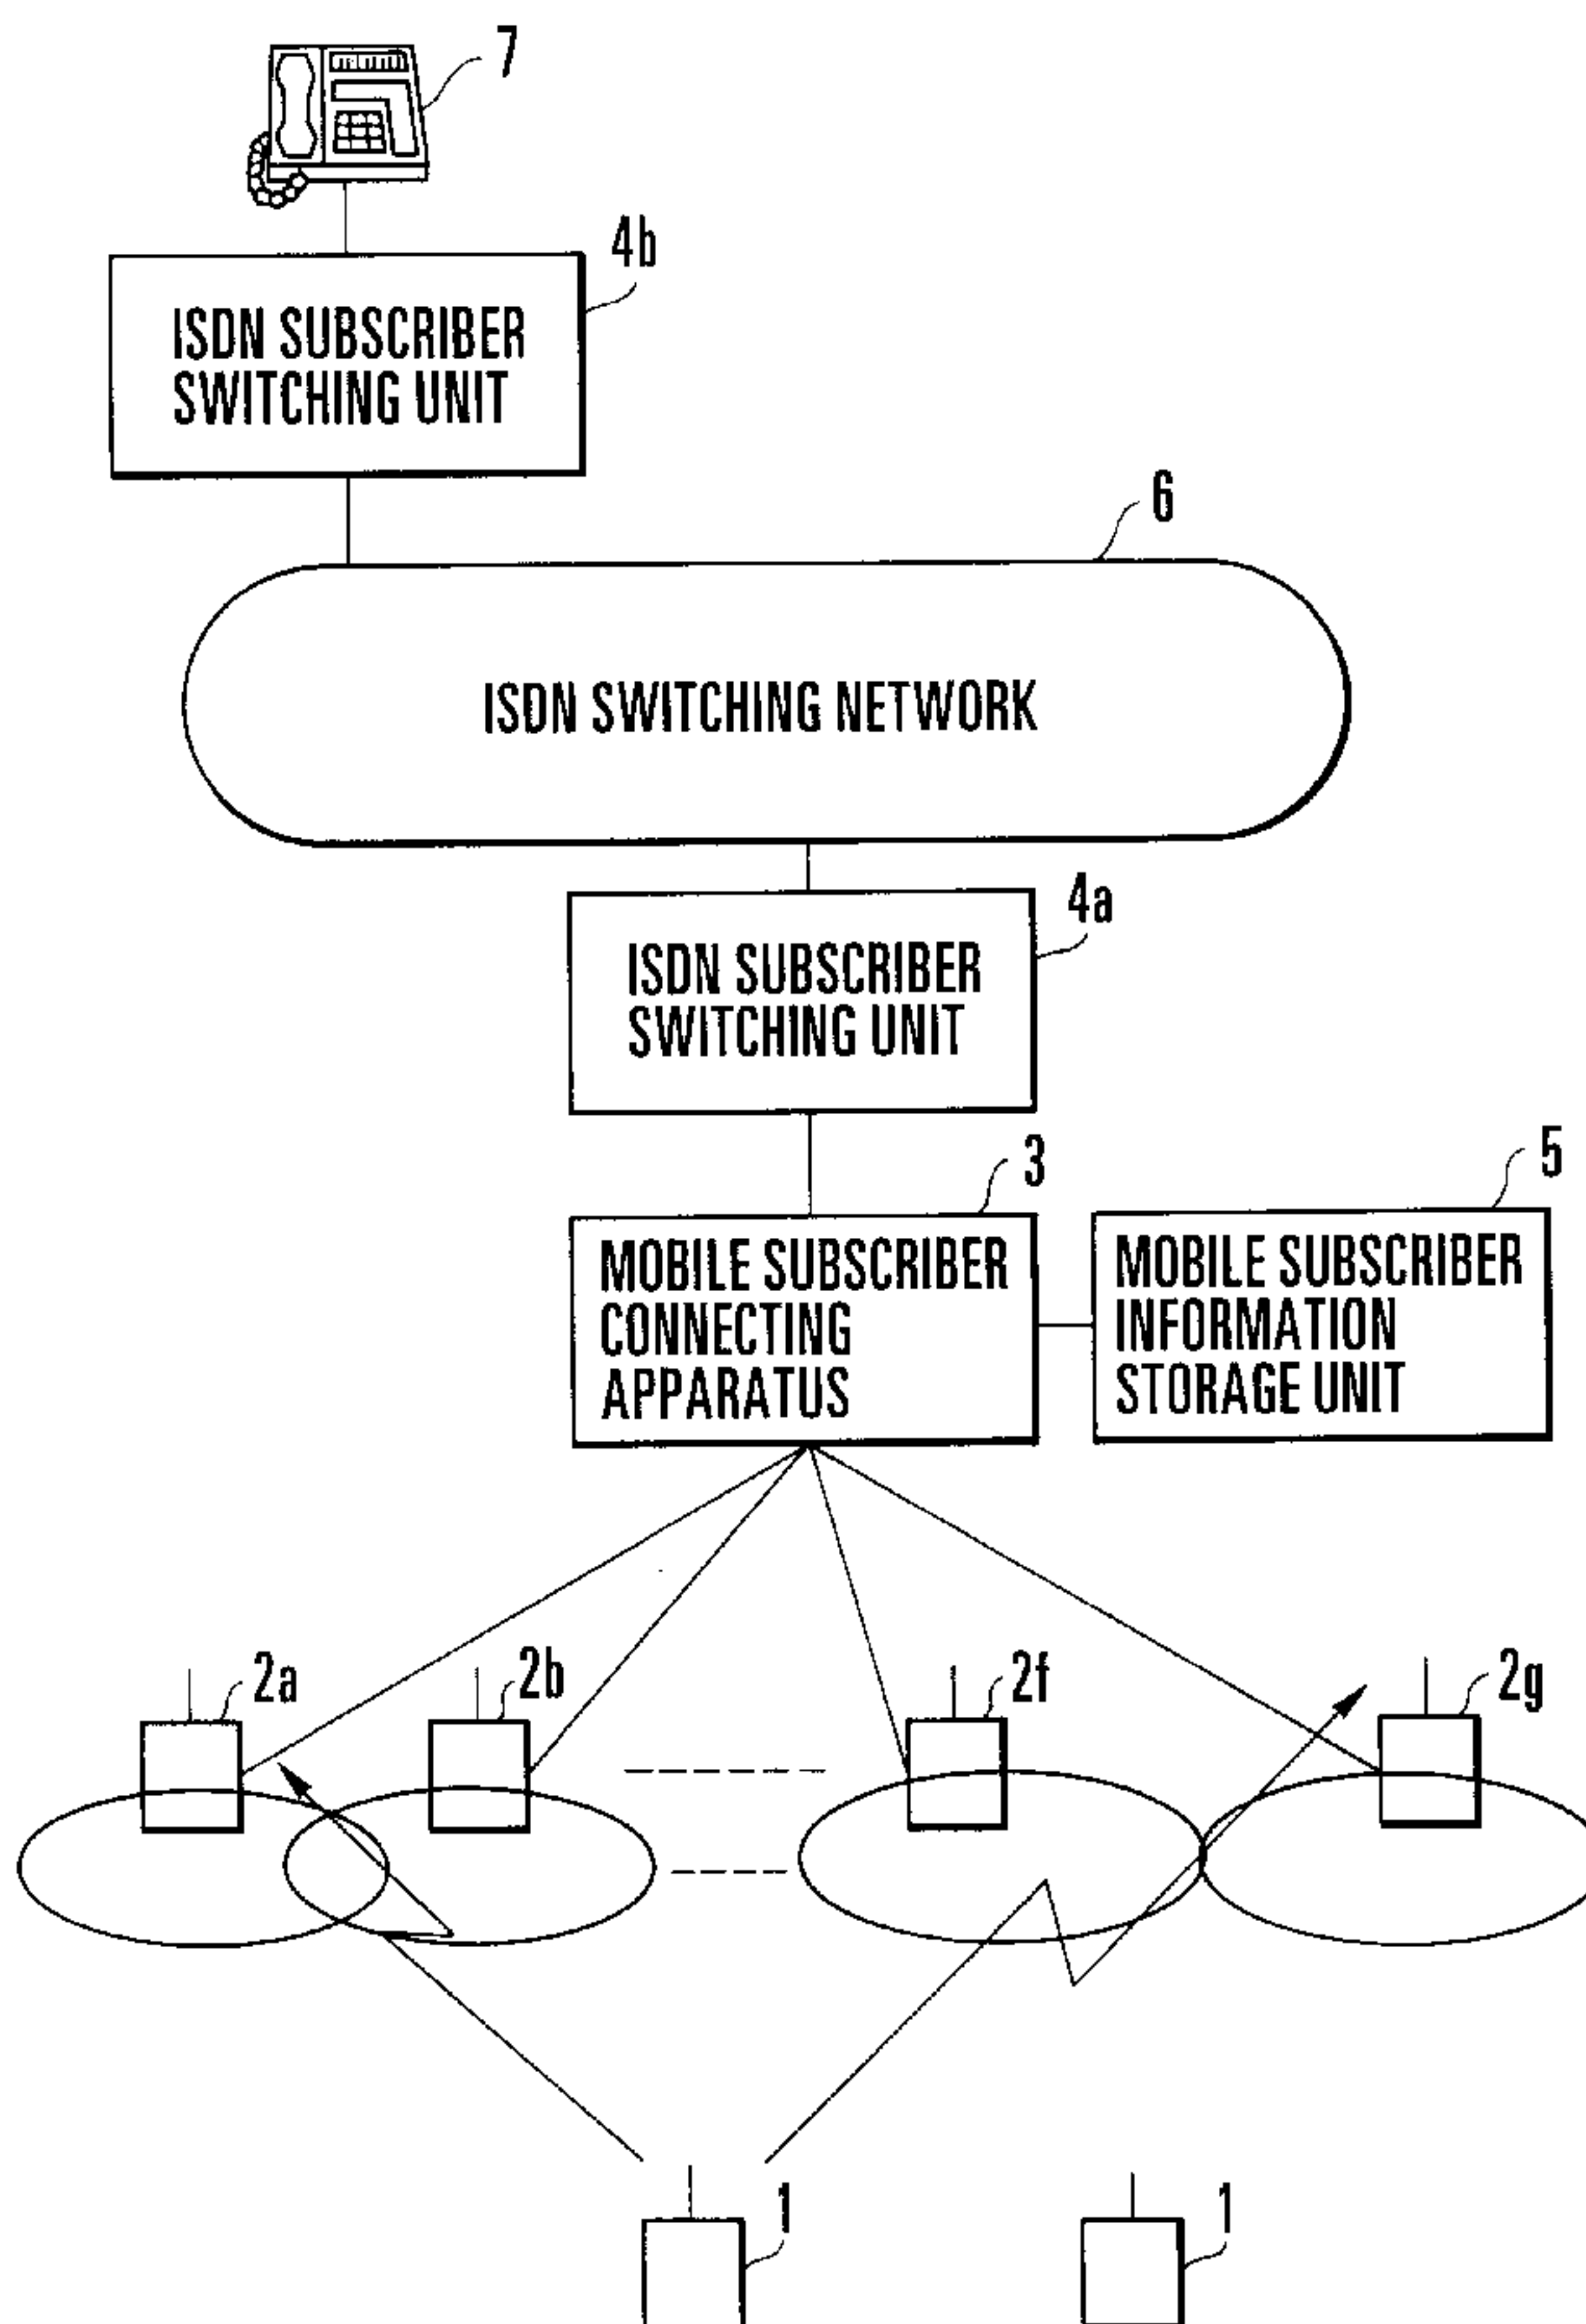 7
4b
ISDN SUBSCRIBER
SWITCHING UNIT
6
ISDN SWITCHING NETWORK
4a
ISDN SUBSCRIBER
SWITCHING UNIT
3
5
MOBILE SUBSCRIBER
CONNECTING
APPARATUS
MOBILE SUBSCRIBER
INFORMATION
STORAGE UNIT
2a
2b
2f
2g
1
1